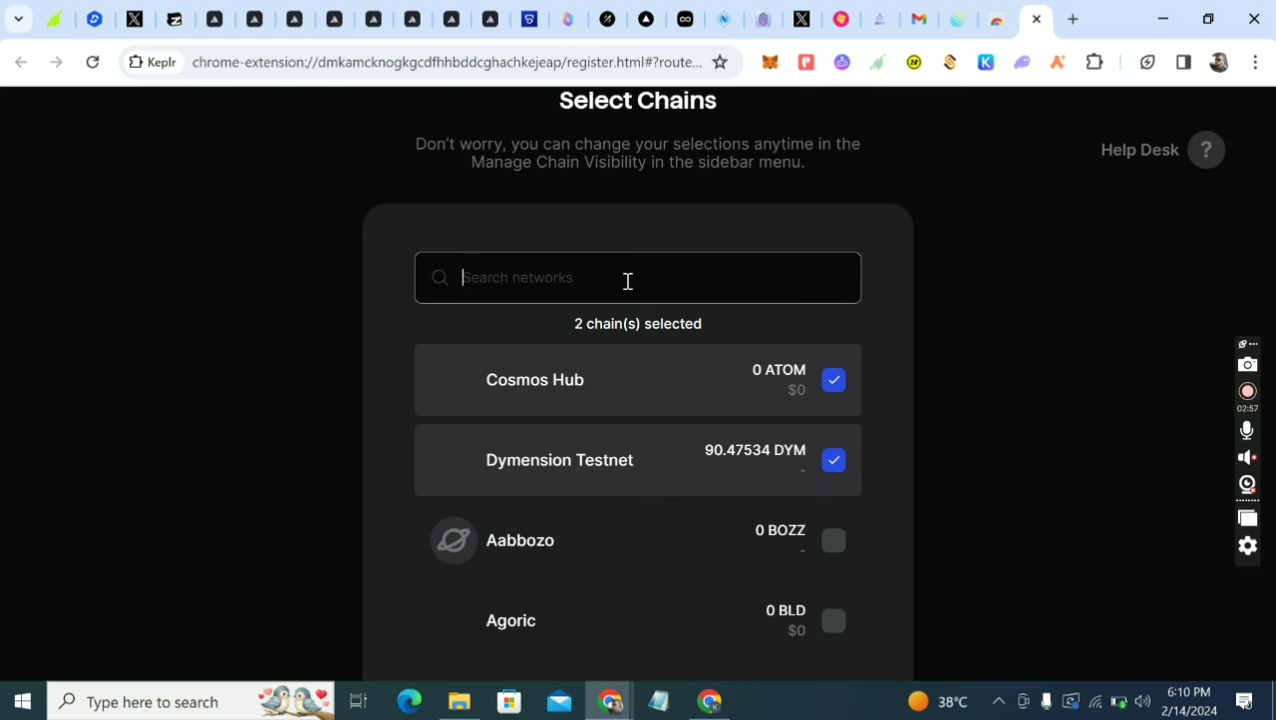 Keplr
chrome-extension://dmkamcknogkgcdfhhbddcghachkejeap/register.html#?route...
Select Chains
Don't worry, you can change your selections anytime in the
Manage Chain Visibility in the sidebar menu.
Help Desk ?
Search networks
2 chain(s) selected
Cosmos Hub
0 ATOM
$0
Dymension Testnet
90.47534 DYM
-
Aabbozo
0 BOZZ
-
Agoric
0 BLD
$0
02:57
Type here to search
38°C
6:10 PM
2/14/2024